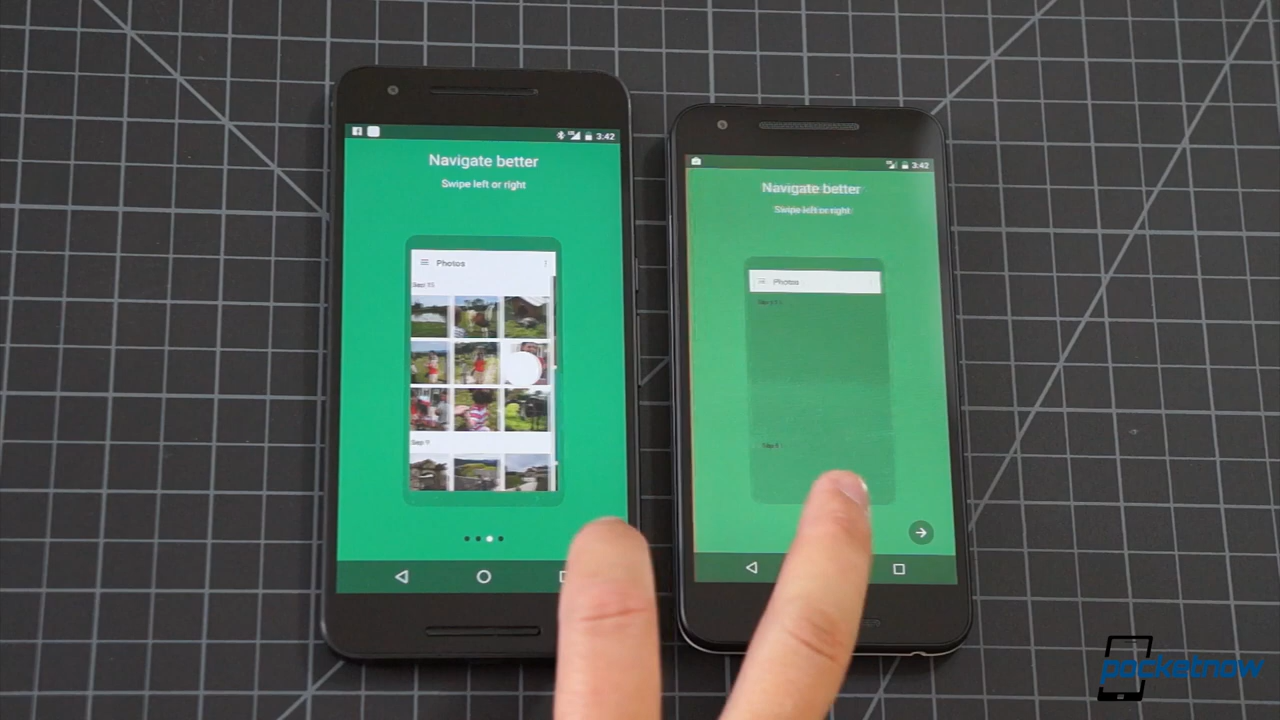 3:42
Navigate better
Swipe left or right
Photos
Sep 11
Sep 9
3:42
Navigate better
Swipe left or right
Photos
pocketnow